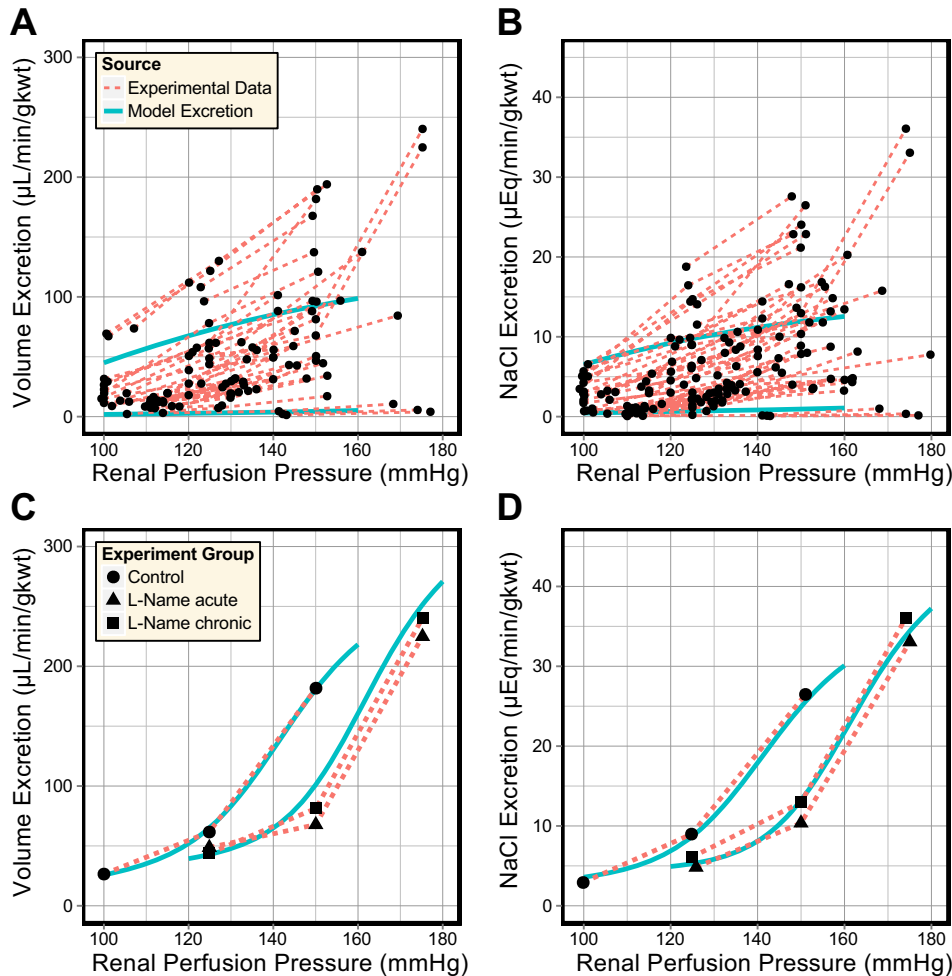 A
Volume Excretion (µL/min/gkwt)
300
200
100
0
Source
Experimental Data
Model Excretion
100 120 140 160 180
Renal Perfusion Pressure (mmHg)
B
NaCl Excretion (µEq/min/gkwt)
40
30
20
10
0
100 120 140 160 180
Renal Perfusion Pressure (mmHg)
C
Volume Excretion (µL/min/gkwt)
300
200
100
0
Experiment Group
Control
L-Name acute
L-Name chronic
100 120 140 160 180
Renal Perfusion Pressure (mmHg)
D
NaCl Excretion (µEq/min/gkwt)
40
30
20
10
0
100 120 140 160 180
Renal Perfusion Pressure (mmHg)